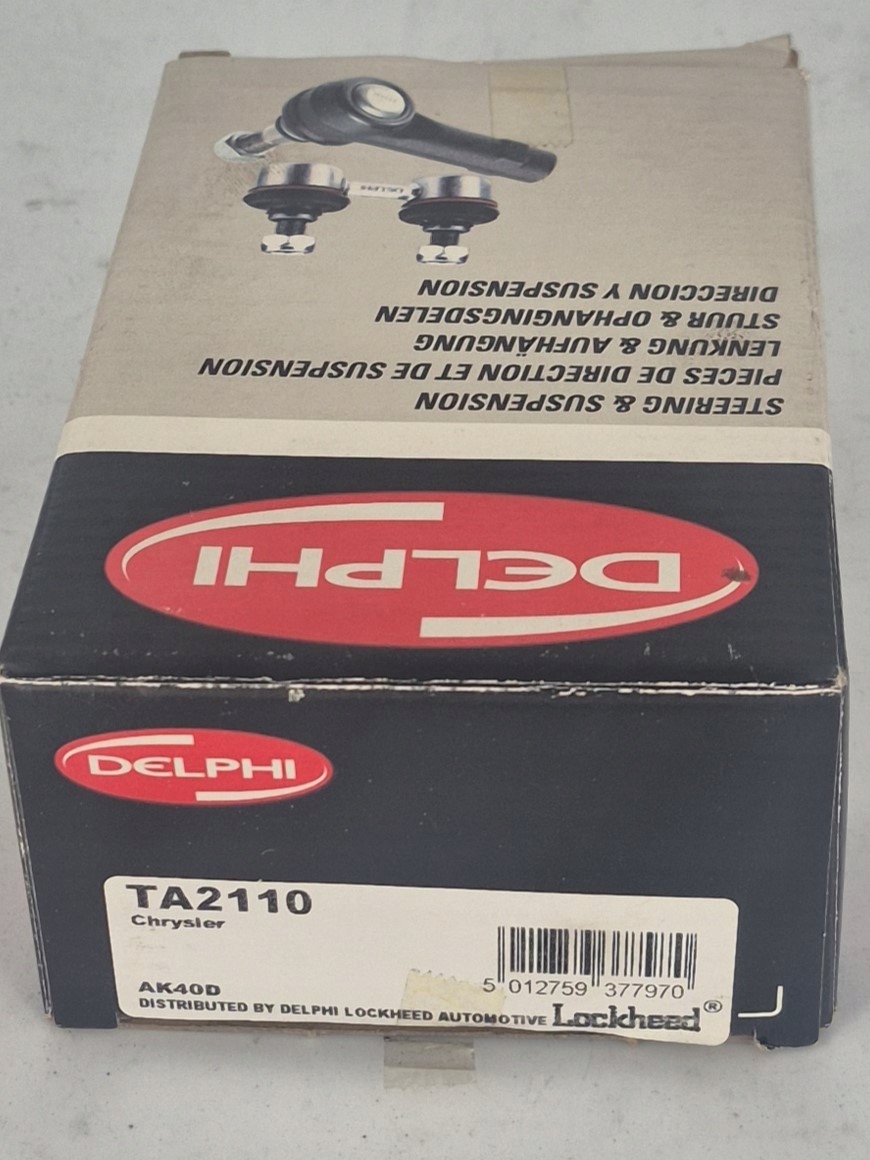 DIRECCION Y SUSPENSION
STUUR & OPHANGINGSDELEN
LENKUNG & AUFHÄNGUNG
PIECES DE DIRECTION ET DE SUSPENSION
STEERING & SUSPENSION
DELPHI
DELPHI
TA2110
Chrysler
5 012759 377970
AK40D
DISTRIBUTED BY DELPHI LOCKHEED AUTOMOTIVE Lockheed®